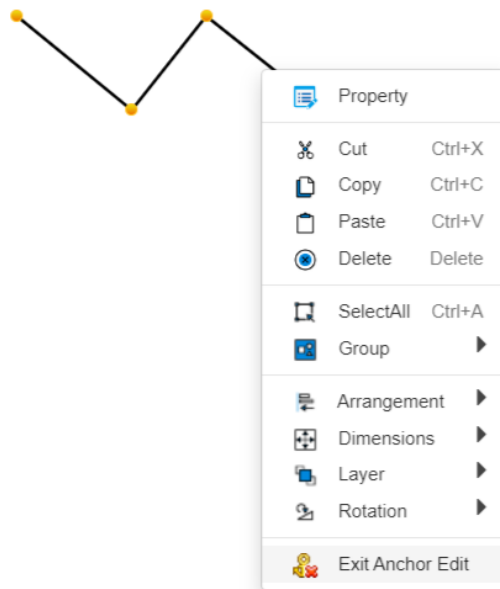 Property
Cut Ctrl+X
Copy Ctrl+C
Paste Ctrl+V
Delete Delete
SelectAll Ctrl+A
Group
Arrangement
Dimensions
Layer
Rotation
Exit Anchor Edit